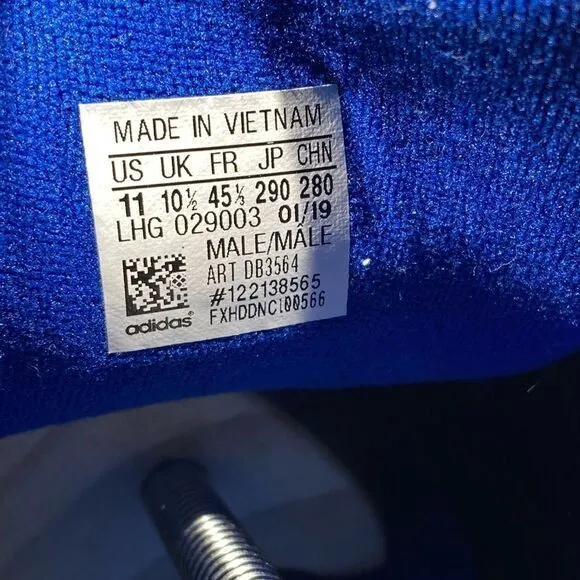 MADE IN VIETNAM
US UK FR JP CHN
11 10½ 45⅓ 290 280
LHG 029003 01/19
MALE/MÂLE
ART DB3564
#122138565
FXHDDNC100566
adidas